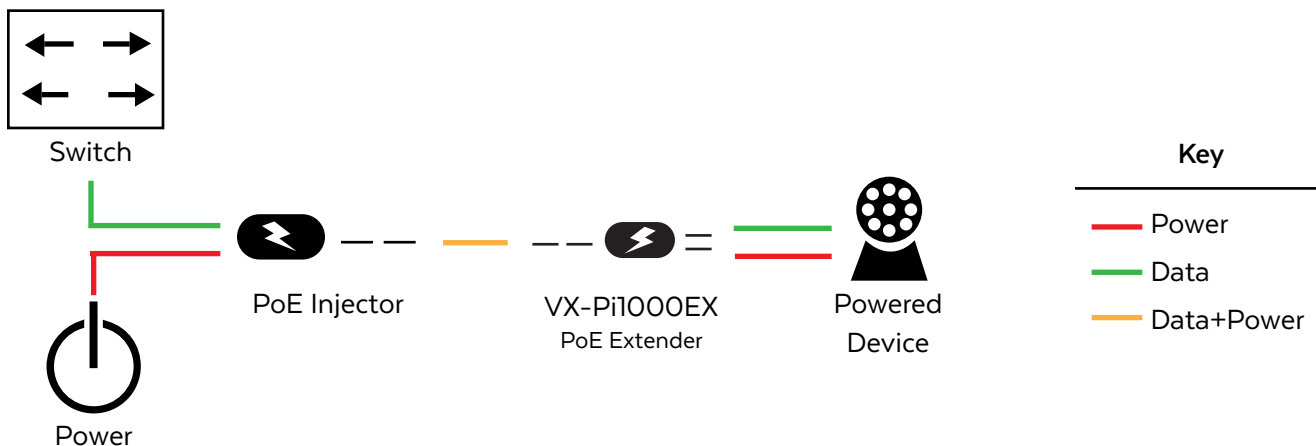 Switch
Power
PoE Injector
VX-Pi1000EX
PoE Extender
Powered
Device
Key
Power
Data
Data+Power